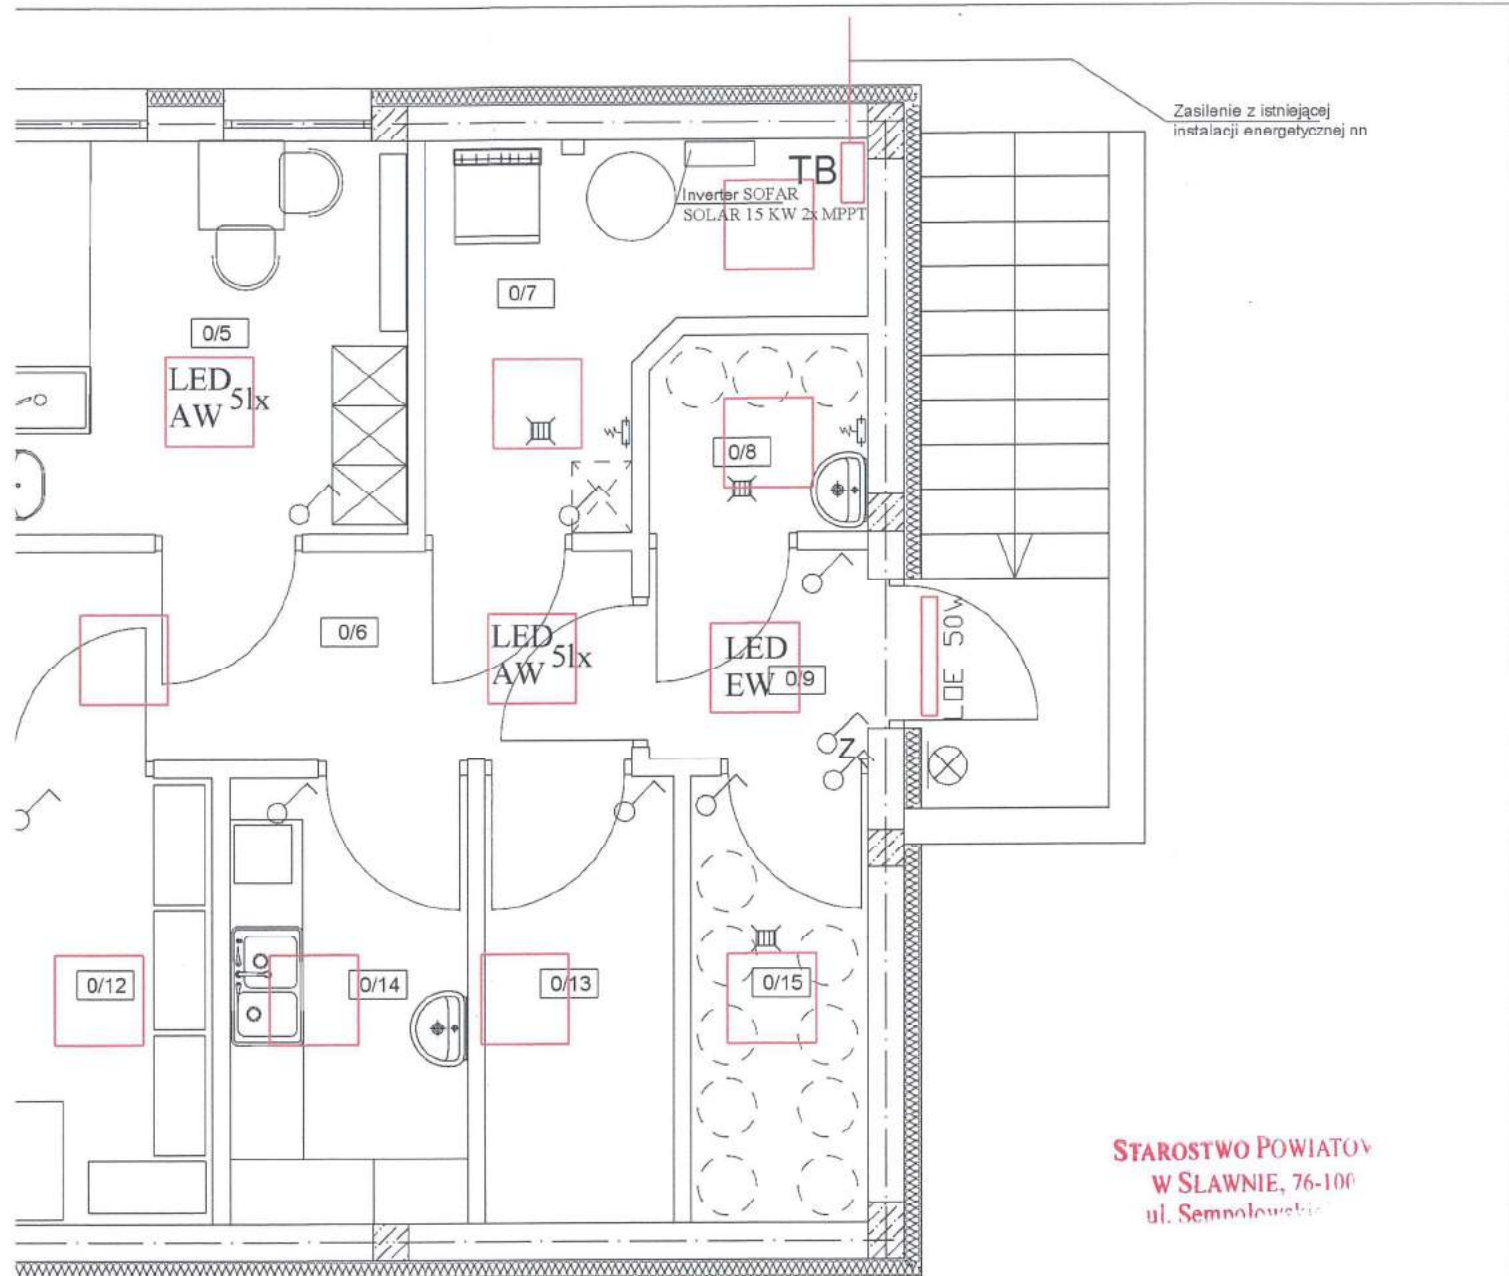 Zasilenie z istniejącej
instalacji energetycznej nn
TB
Inverter SOFAR
SOLAR 15 KW 2x MPPT
0/7
0/5
LED
AW 5lx
0/8
0/6
LED
AW 5lx
LED
EW 0/9
LOE 50W
Z
0/12
0/14
0/13
0/15
STAROSTWO POWIATOW
W SŁAWNIE, 76-100
ul.